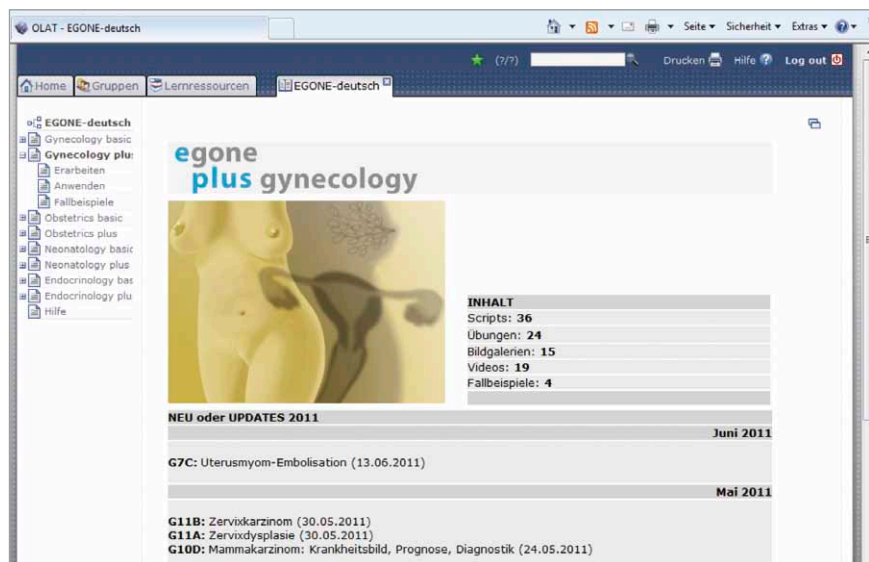 OLAT - EGONE-deutsch
Seite
Sicherheit
Extras
(?/?)
Drucken
Hilfe
Log out
Home
Gruppen
Lernressourcen
EGONE-deutsch
EGONE-deutsch
Gynecology basic
Gynecology plu
Erarbeiten
Anwenden
Fallbeispiele
Obstetrics basic
Obstetrics plus
Neonatology basic
Neonatology plus
Endocrinology bas
Endocrinology plu
Hilfe
egone
plus gynecology
INHALT
Scripts: 36
Übungen: 24
Bildgalerien: 15
Videos: 19
Fallbeispiele: 4
NEU oder UPDATES 2011
Juni 2011
G7C: Uterusmyom-Embolisation (13.06.2011)
Mai 2011
G11B: Zervixkarzinom (30.05.2011)
G11A: Zervixdysplasie (30.05.2011)
G10D: Mammakarzinom: Krankheitsbild, Prognose, Diagnostik (24.05.2011)